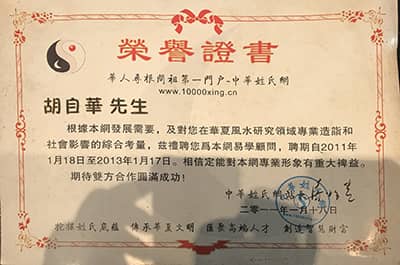 榮譽證書
華人尋根問祖第一門户-中華姓氏網
www.10000xing.cn
胡自華 先生
根據本網發展需要，及對您在華夏風水研究領域專業造詣和
社會影響的綜合考量，茲禮聘您爲本網易學顧問，聘期自2011年
1月18日至2013年1月17日。相信定能對本網專業形象有重大裨益。
期待雙方合作圓滿成功！
中華姓氏網
二零一一年一月十八日
挖掘姓氏底藴 傳承華夏文明 匯聚高端人才 創造智慧財富